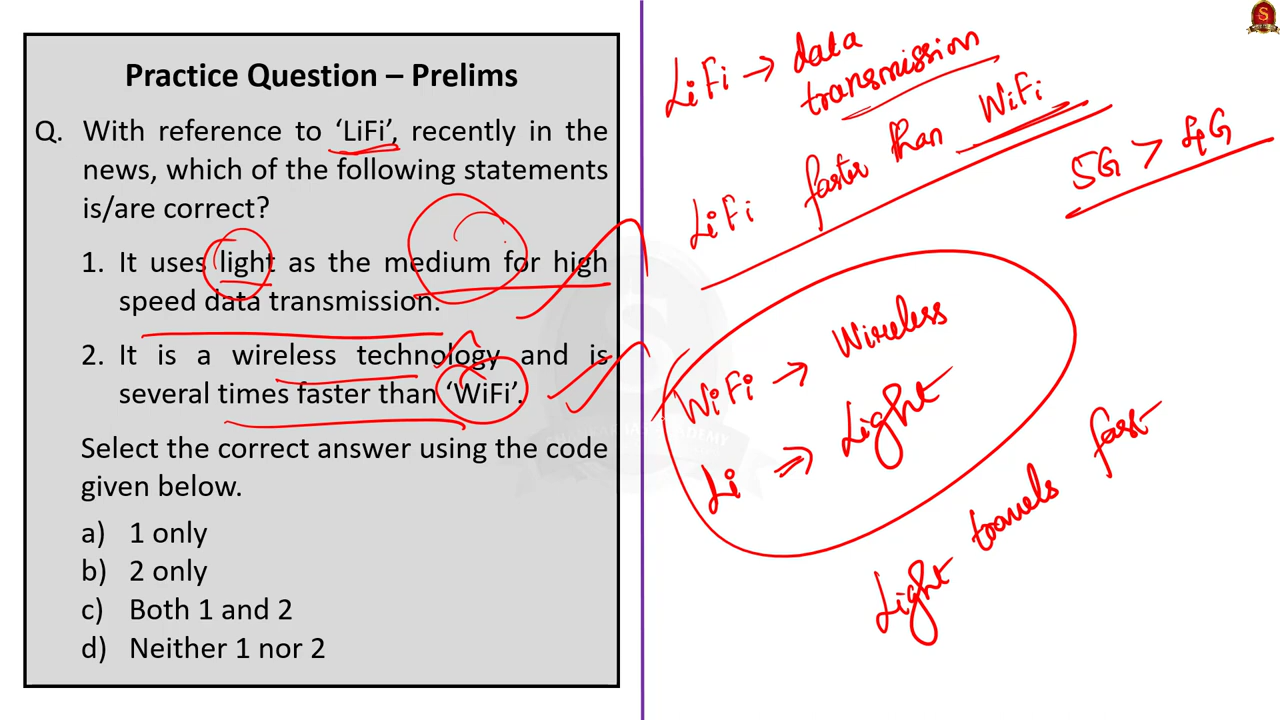 Practice Question – Prelims
Q. With reference to ‘LiFi’, recently in the
news, which of the following statements
is/are correct?
1. It uses light as the medium for high
speed data transmission.
2. It is a wireless technology and is
several times faster than ‘WiFi’.
Select the correct answer using the code
given below.
a) 1 only
b) 2 only
c) Both 1 and 2
d) Neither 1 nor 2
LiFi → data
transmission
LiFi faster than WiFi
5G > 4G
WiFi → Wireless
Li ⇒ Light
Light travels fast
S